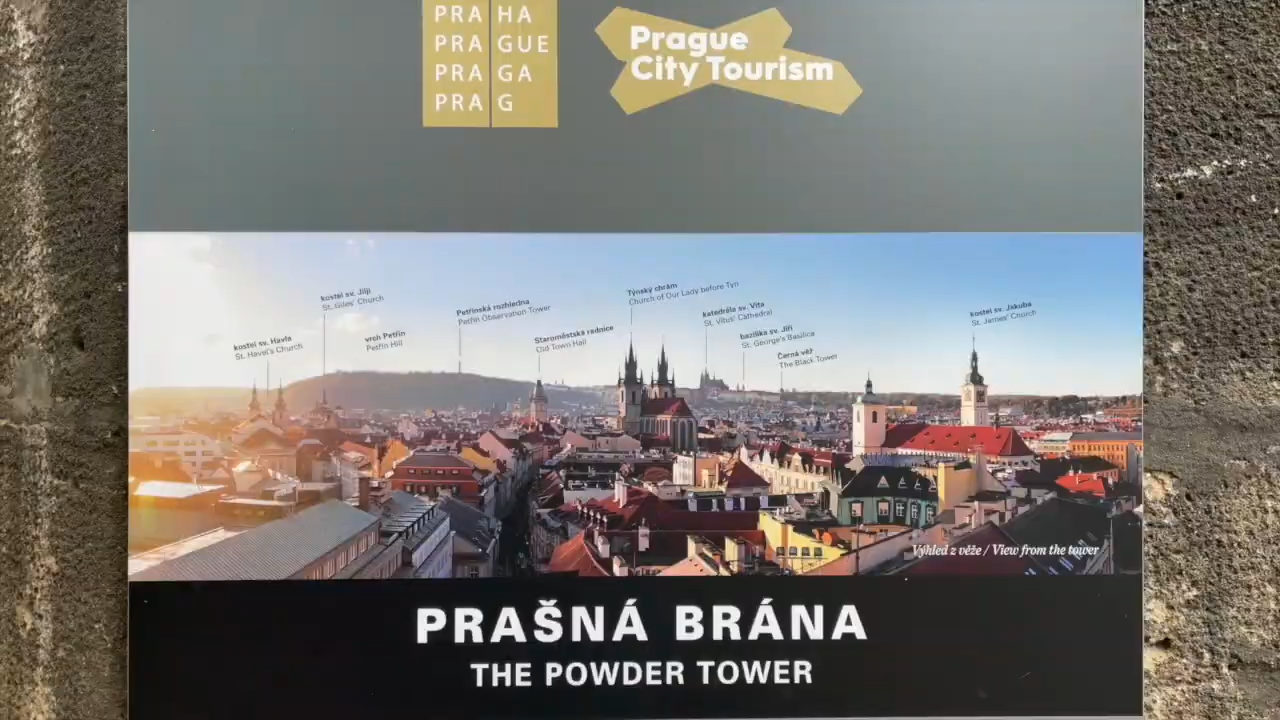 PRA HA
PRA GUE
PRA GA
PRA G
Prague
City Tourism
kostel sv. Havla
St. Havel's Church
kostel sv. Jiljí
St. Giles' Church
vrch Petřín
Petřín Hill
Petřínská rozhledna
Petřín Observation Tower
Staroměstská radnice
Old Town Hall
Týnský chrám
Church of Our Lady before Týn
katedrála sv. Víta
St. Vitus' Cathedral
bazilika sv. Jiří
St. George's Basilica
Černá věž
The Black Tower
kostel sv. Jakuba
St. James' Church
Výhled z věže / View from the tower
PRAŠNÁ BRÁNA
THE POWDER TOWER